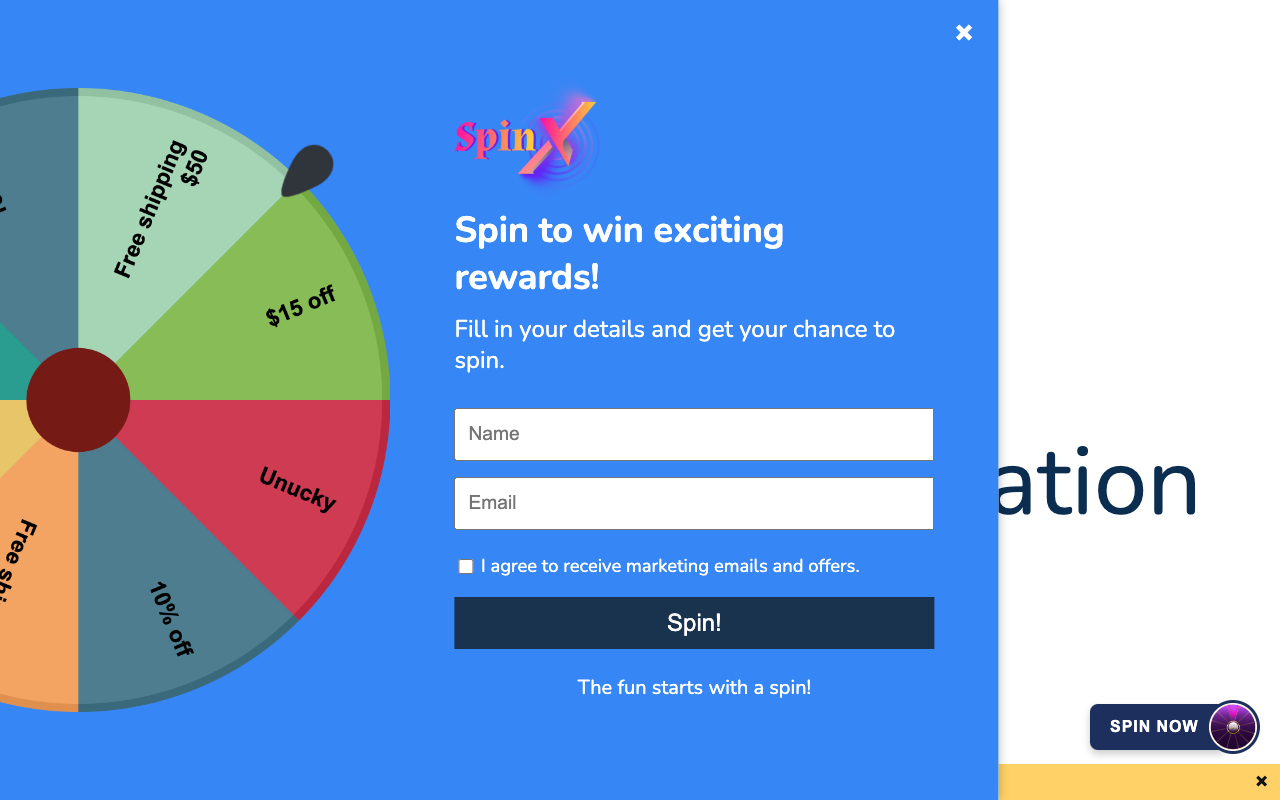 Free shipping
$50
$15 off
Unucky
10% off
Free
SpinX
Spin to win exciting
rewards!
Fill in your details and get your chance to
spin.
Name
Email
I agree to receive marketing emails and offers.
Spin!
The fun starts with a spin!
ation
SPIN NOW